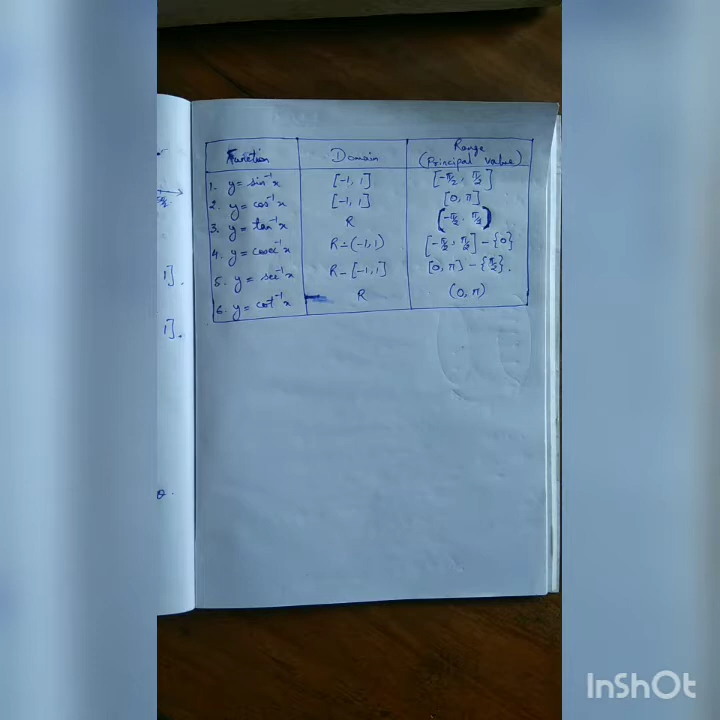 Function Domain Range (Principal value)
1. y = sin⁻¹x [-1, 1] [-π/2, π/2]
2. y = cos⁻¹x [-1, 1] [0, π]
3. y = tan⁻¹x R (-π/2, π/2)
4. y = cosec⁻¹x R-(-1,1) [-π/2, π/2] - {0}
5. y = sec⁻¹x R-[-1,1] [0, π] - {π/2}.
6. y = cot⁻¹x R (0, π)
1].
1].
InShOt